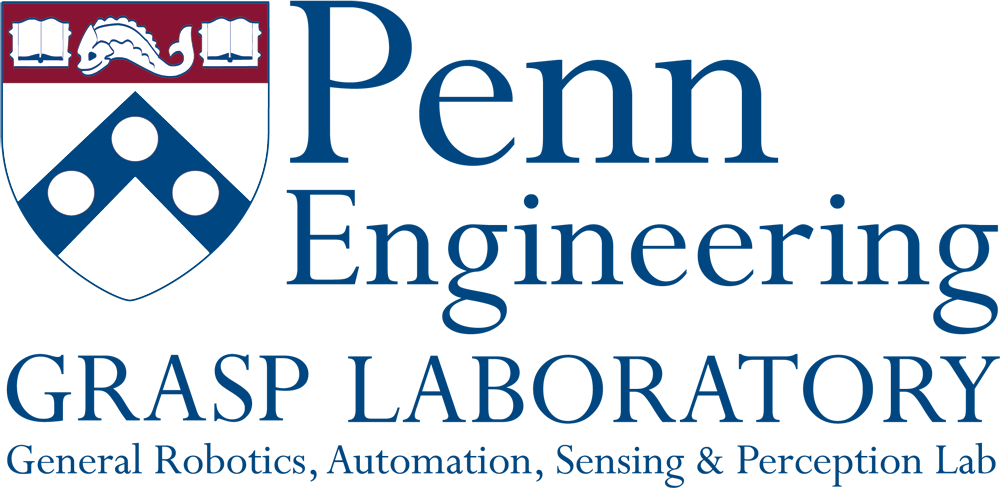 Penn
Engineering
GRASP LABORATORY
General Robotics, Automation, Sensing & Perception Lab